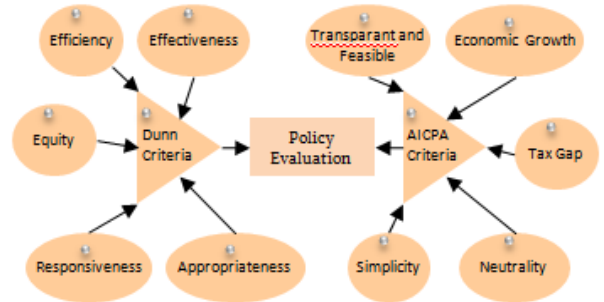 Efficiency
Effectiveness
Transparant and
Feasible
Economic Growth
Equity
Dunn
Criteria
Policy
Evaluation
AICPA
Criteria
Tax Gap
Responsiveness
Appropriateness
Simplicity
Neutrality